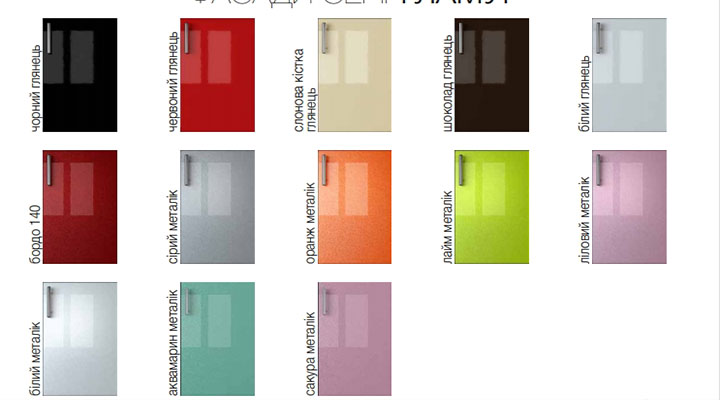 чорний глянець
червоний глянець
слонова кістка
глянець
шоколад глянець
білий глянець
бордо 140
сірий металік
оранж металік
лайм металік
ліловий металік
білий металік
аквамарин металік
сакура металік